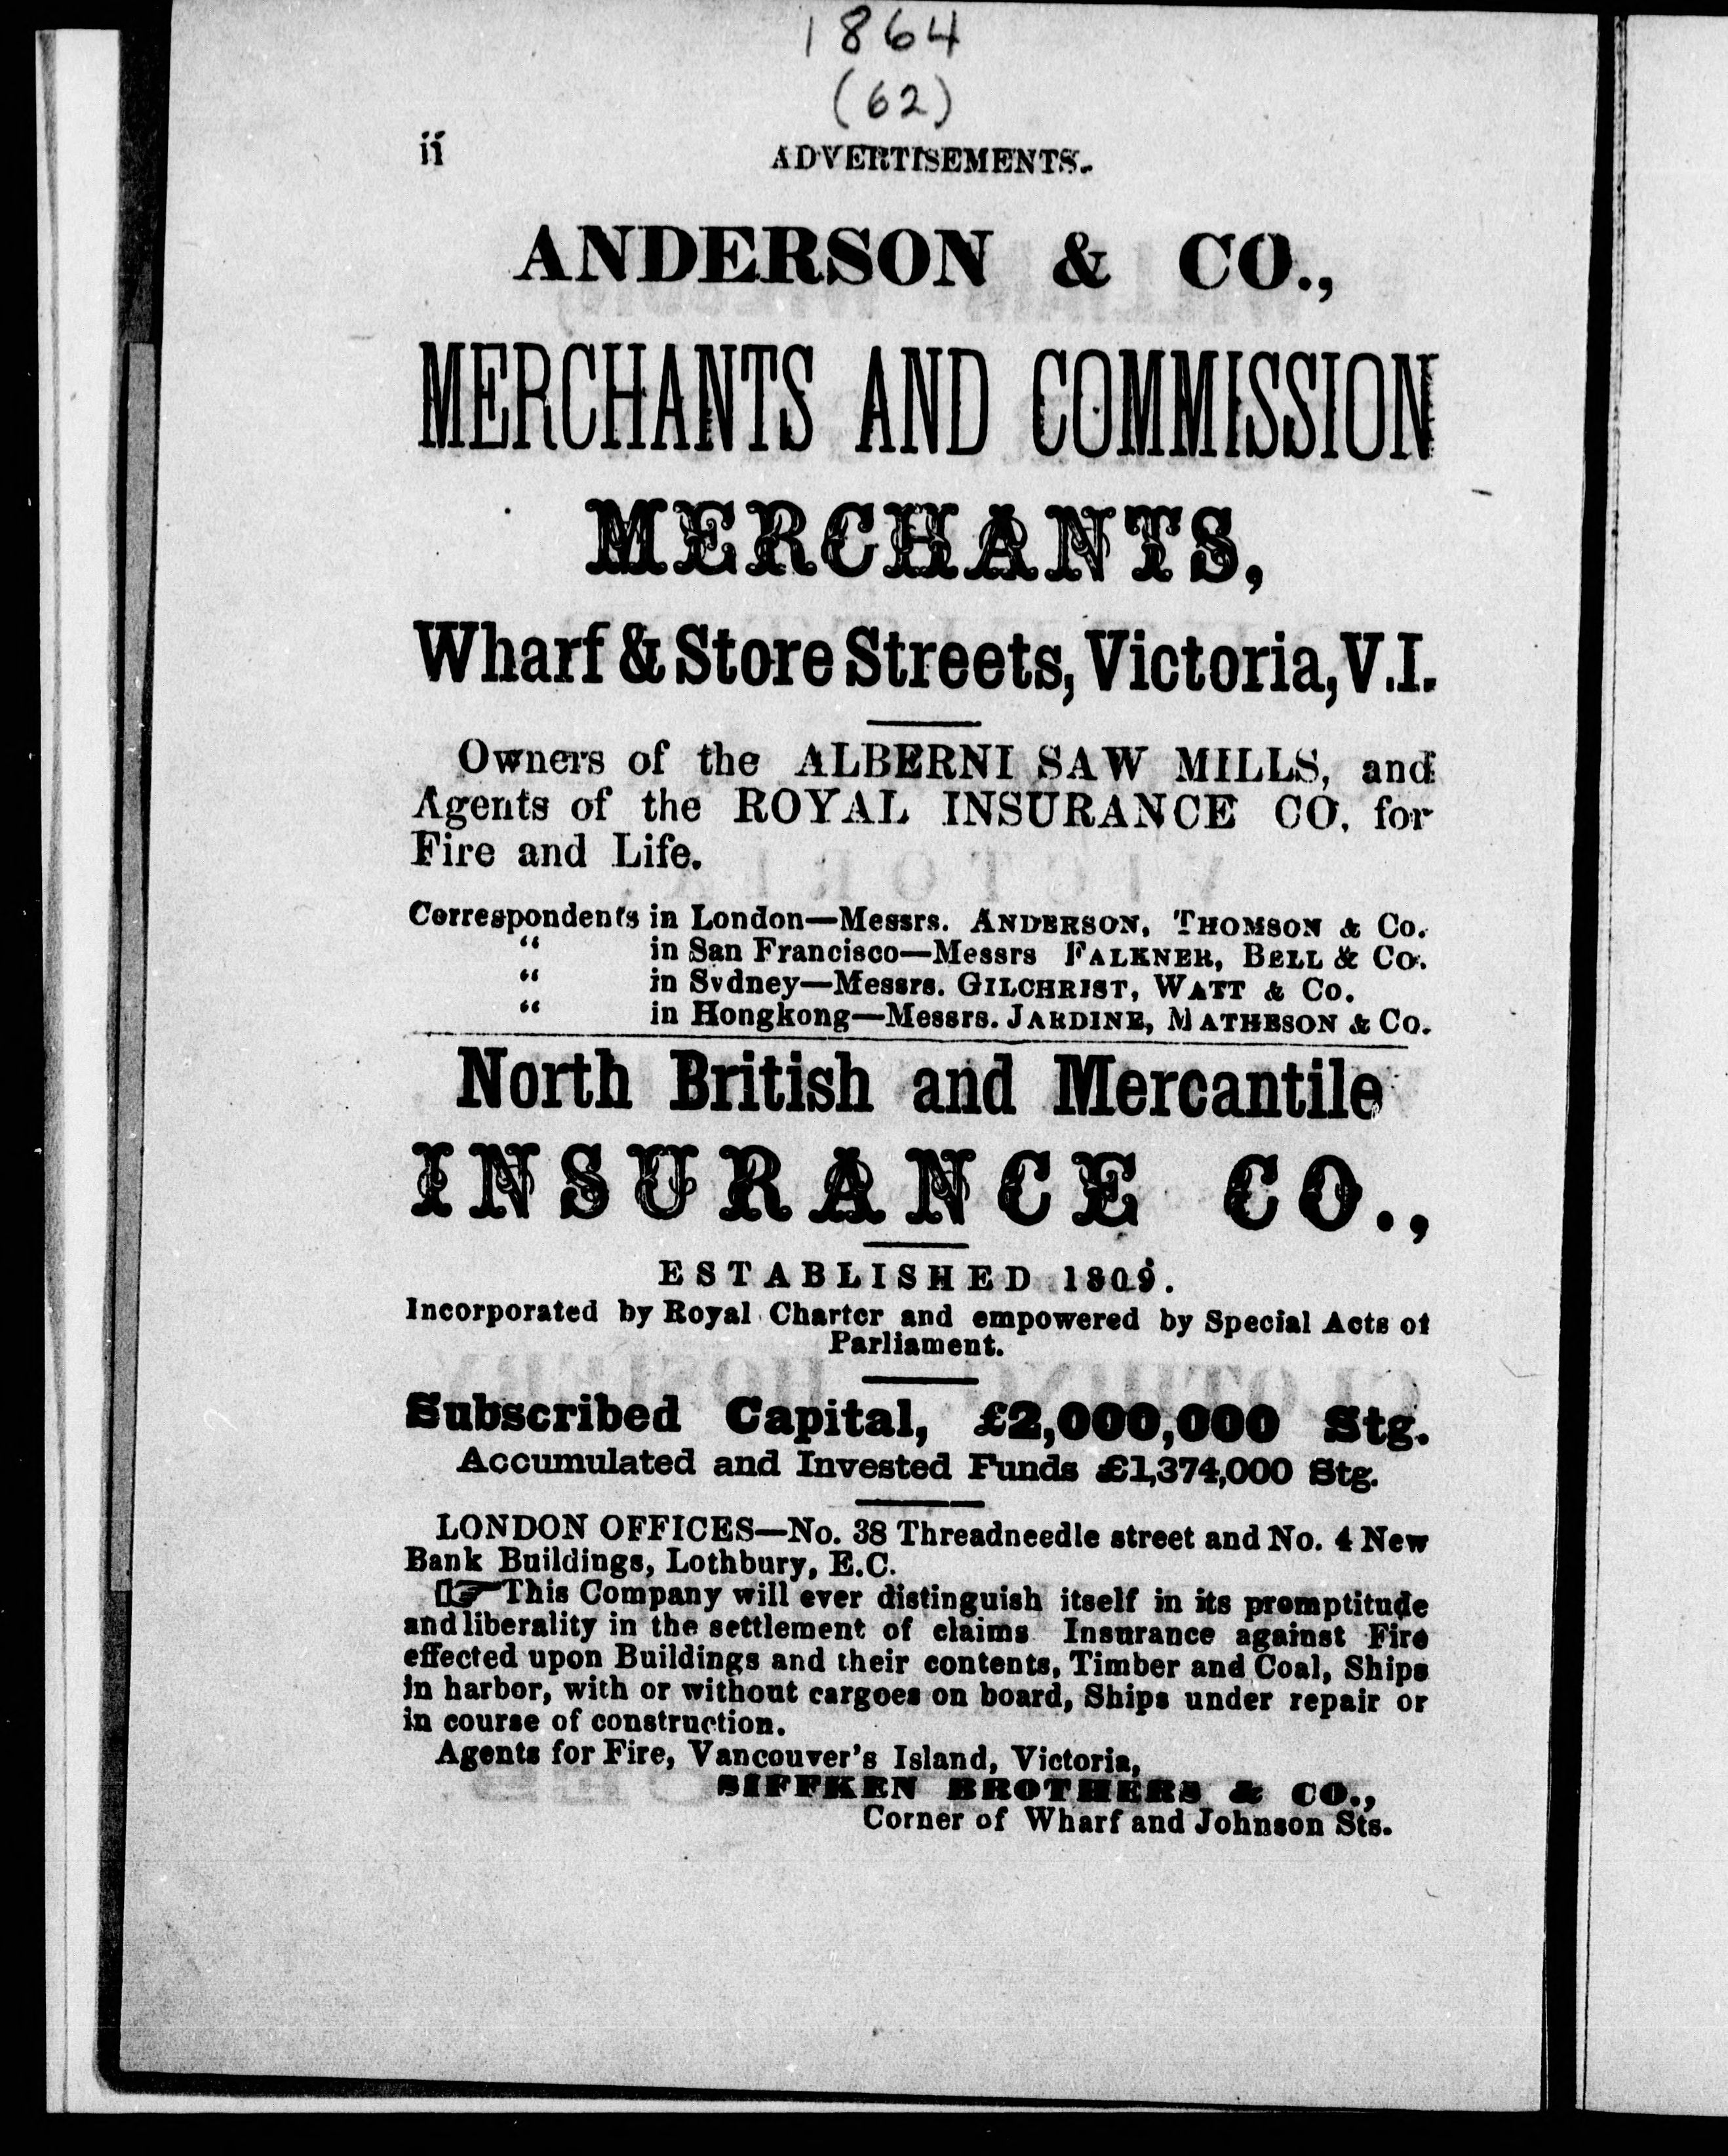 1864
(62)
ii
ADVERTISEMENTS.
ANDERSON & CO.,
MERCHANTS AND COMMISSION
MERCHANTS,
Wharf & Store Streets, Victoria, V.I.
Owners of the ALBERNI SAW MILLS, and
Agents of the ROYAL INSURANCE CO. for
Fire and Life.
Correspondents in London—Messrs. ANDERSON, THOMSON & Co.
“ in San Francisco—Messrs FALKNER, BELL & Co.
“ in Sydney—Messrs. GILCHRIST, WATT & Co.
“ in Hongkong—Messrs. JARDINE, MATHESON & Co.
North British and Mercantile
INSURANCE CO.,
ESTABLISHED 1809.
Incorporated by Royal Charter and empowered by Special Acts of
Parliament.
Subscribed Capital, £2,000,000 Stg.
Accumulated and Invested Funds £1,374,000 Stg.
LONDON OFFICES—No. 38 Threadneedle street and No. 4 New
Bank Buildings, Lothbury, E.C.
☞This Company will ever distinguish itself in its promptitude
and liberality in the settlement of claims Insurance against Fire
effected upon Buildings and their contents, Timber and Coal, Ships
in harbor, with or without cargoes on board, Ships under repair or
in course of construction.
Agents for Fire, Vancouver's Island, Victoria,
SIFFKEN BROTHERS & CO.,
Corner of Wharf and Johnson Sts.